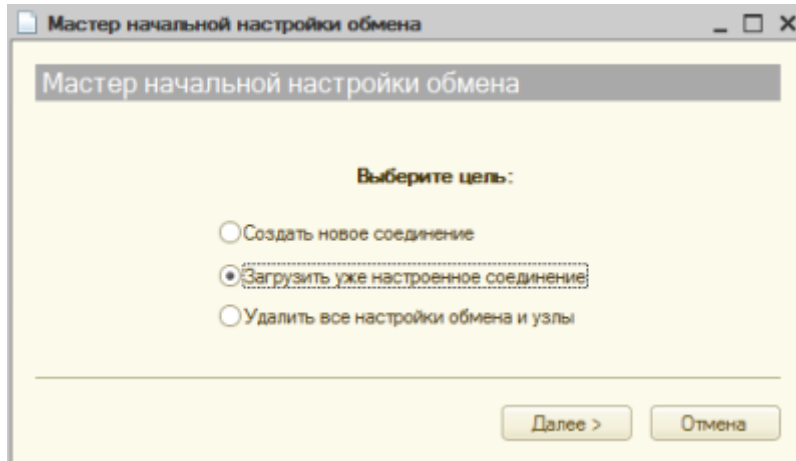 Мастер начальной настройки обмена
Мастер начальной настройки обмена
Выберите цель:
Создать новое соединение
Загрузить уже настроенное соединение
Удалить все настройки обмена и узлы
Далее >
Отмена